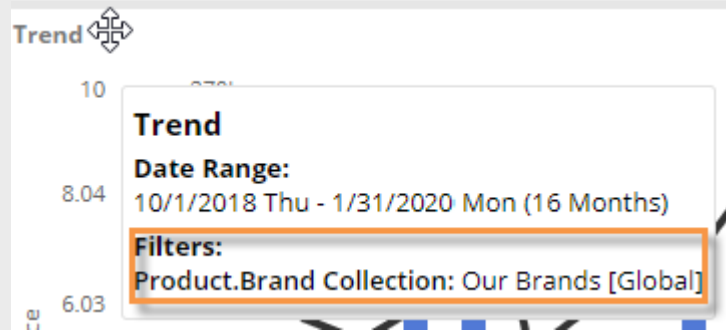 Trend
10
Trend
Date Range:
8.04
10/1/2018 Thu - 1/31/2020 Mon (16 Months)
Filters:
Product.Brand Collection: Our Brands [Global]
6.03